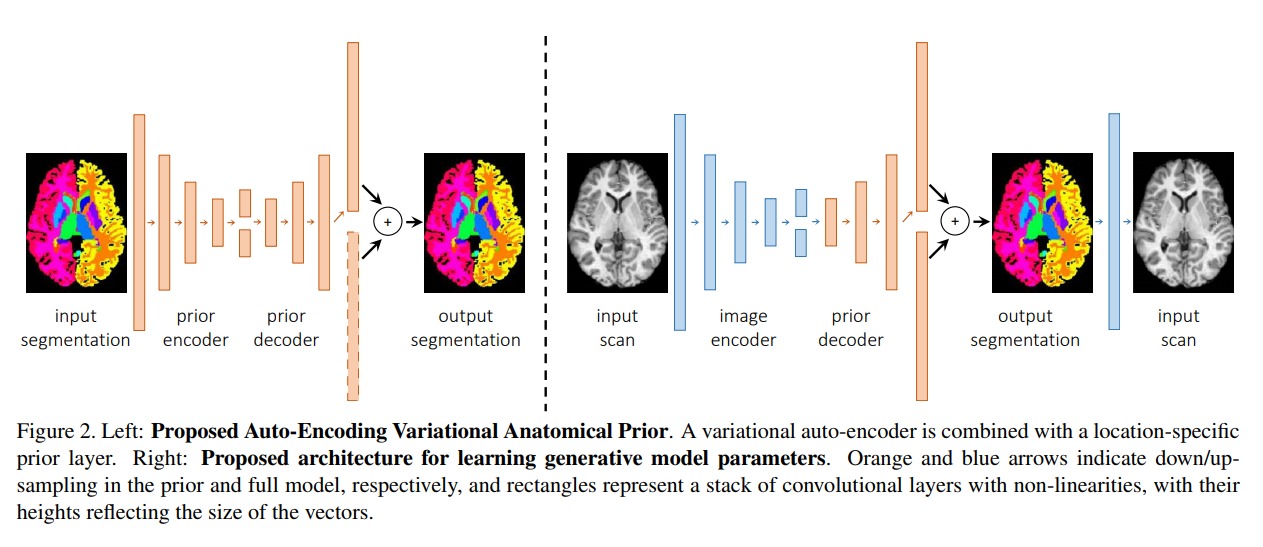 input
segmentation
prior
encoder
prior
decoder
+
output
segmentation
input
scan
image
encoder
prior
decoder
+
output
segmentation
input
scan
Figure 2. Left: Proposed Auto-Encoding Variational Anatomical Prior. A variational auto-encoder is combined with a location-specific
prior layer. Right: Proposed architecture for learning generative model parameters. Orange and blue arrows indicate down/up-
sampling in the prior and full model, respectively, and rectangles represent a stack of convolutional layers with non-linearities, with their
heights reflecting the size of the vectors.